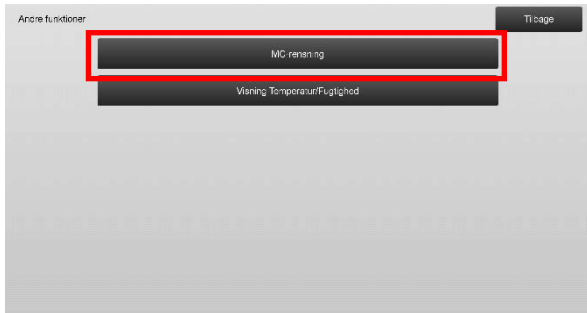 Andre funktioner
Tilbage
MC-rensning
Visning Temperatur/Fugtighed